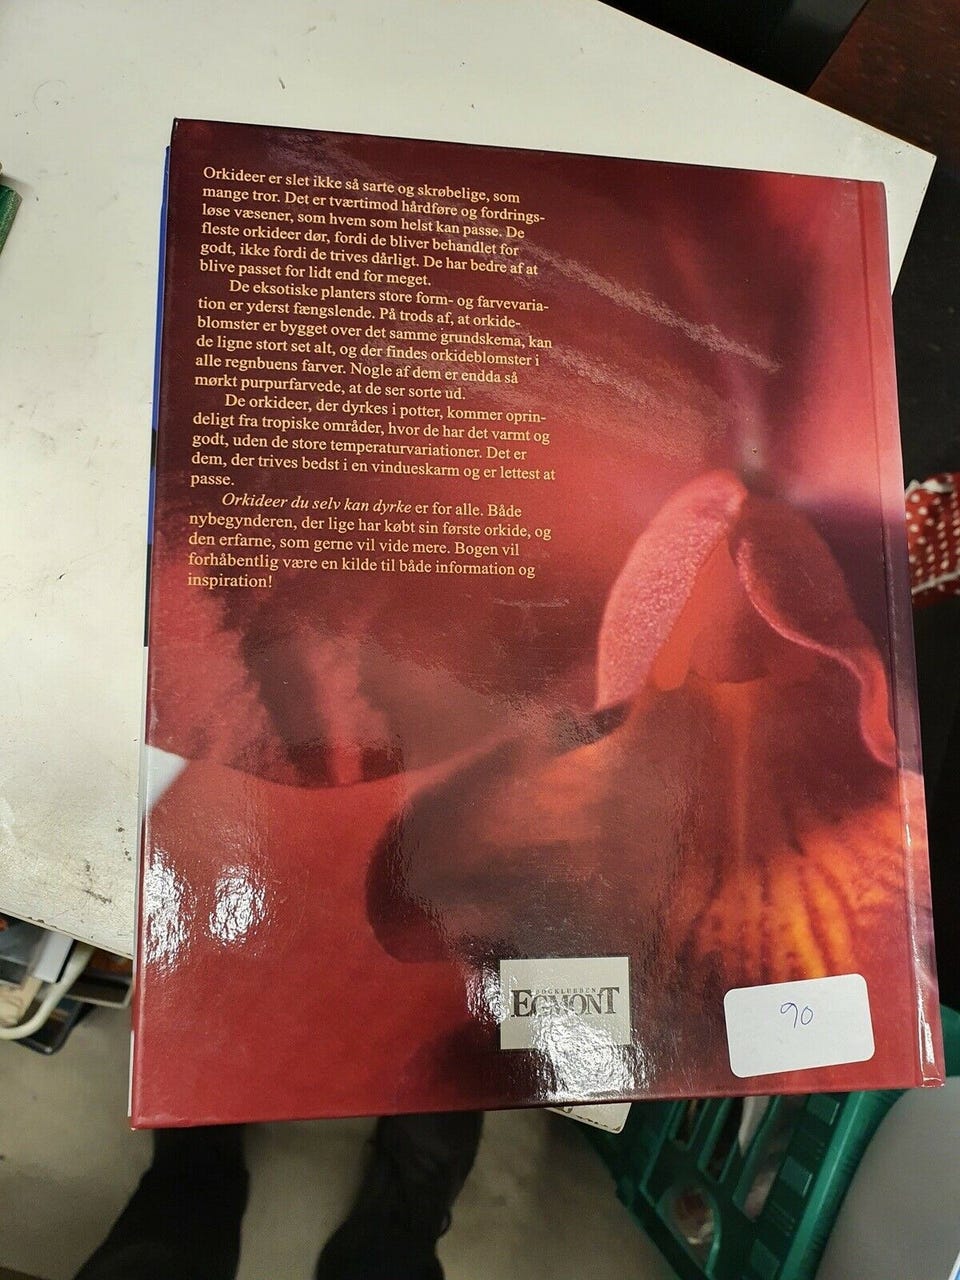 Orkideer er slet ikke så sarte og skrøbelige, som
mange tror. Det er tværtimod hårdføre og fordrings-
løse væsener, som hvem som helst kan passe. De
fleste orkideer dør, fordi de bliver behandlet for
godt, ikke fordi de trives dårligt. De har bedre af at
blive passet for lidt end for meget.
De eksotiske planters store form- og farvevaria-
tion er yderst fængslende. På trods af, at orkide-
blomster er bygget over det samme grundskema, kan
de ligne stort set alt, og der findes orkideblomster i
alle regnbuens farver. Nogle af dem er endda så
mørkt purpurfarvede, at de ser sorte ud.
De orkideer, der dyrkes i potter, kommer oprin-
deligt fra tropiske områder, hvor de har det varmt og
godt, uden de store temperaturvariationer. Det er
dem, der trives bedst i en vindueskarm og er lettest at
passe.
Orkideer du selv kan dyrke er for alle. Både
nybegynderen, der lige har købt sin første orkide, og
den erfarne, som gerne vil vide mere. Bogen vil
forhåbentlig være en kilde til både information og
inspiration!
BOGKLUBBEN
EGMONT
90